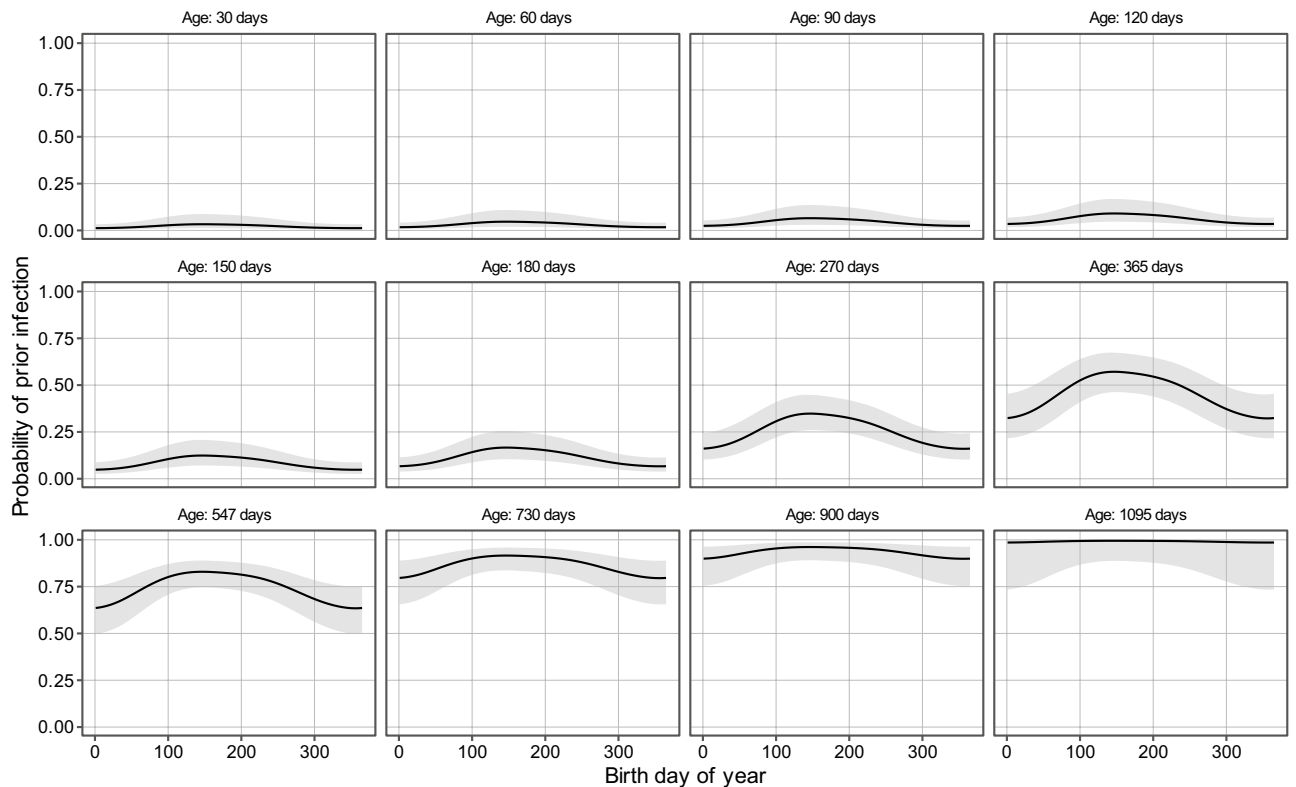 Age: 30 days
Age: 60 days
Age: 90 days
Age: 120 days
1.00
0.75
0.50
0.25
0.00
Age: 150 days
Age: 180 days
Age: 270 days
Age: 365 days
1.00
0.75
0.50
0.25
0.00
Age: 547 days
Age: 730 days
Age: 900 days
Age: 1095 days
1.00
0.75
0.50
0.25
0.00
0 100 200 300
0 100 200 300
0 100 200 300
0 100 200 300
Probability of prior infection
Birth day of year